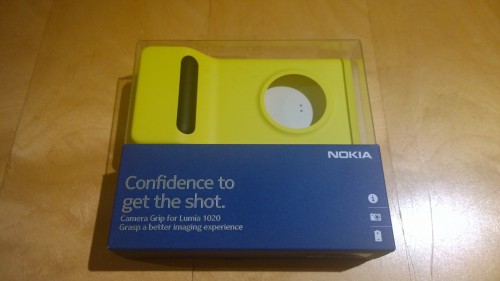 NOKIA
Confidence to
get the shot.
Camera Grip for Lumia 1020
Grasp a better imaging experience